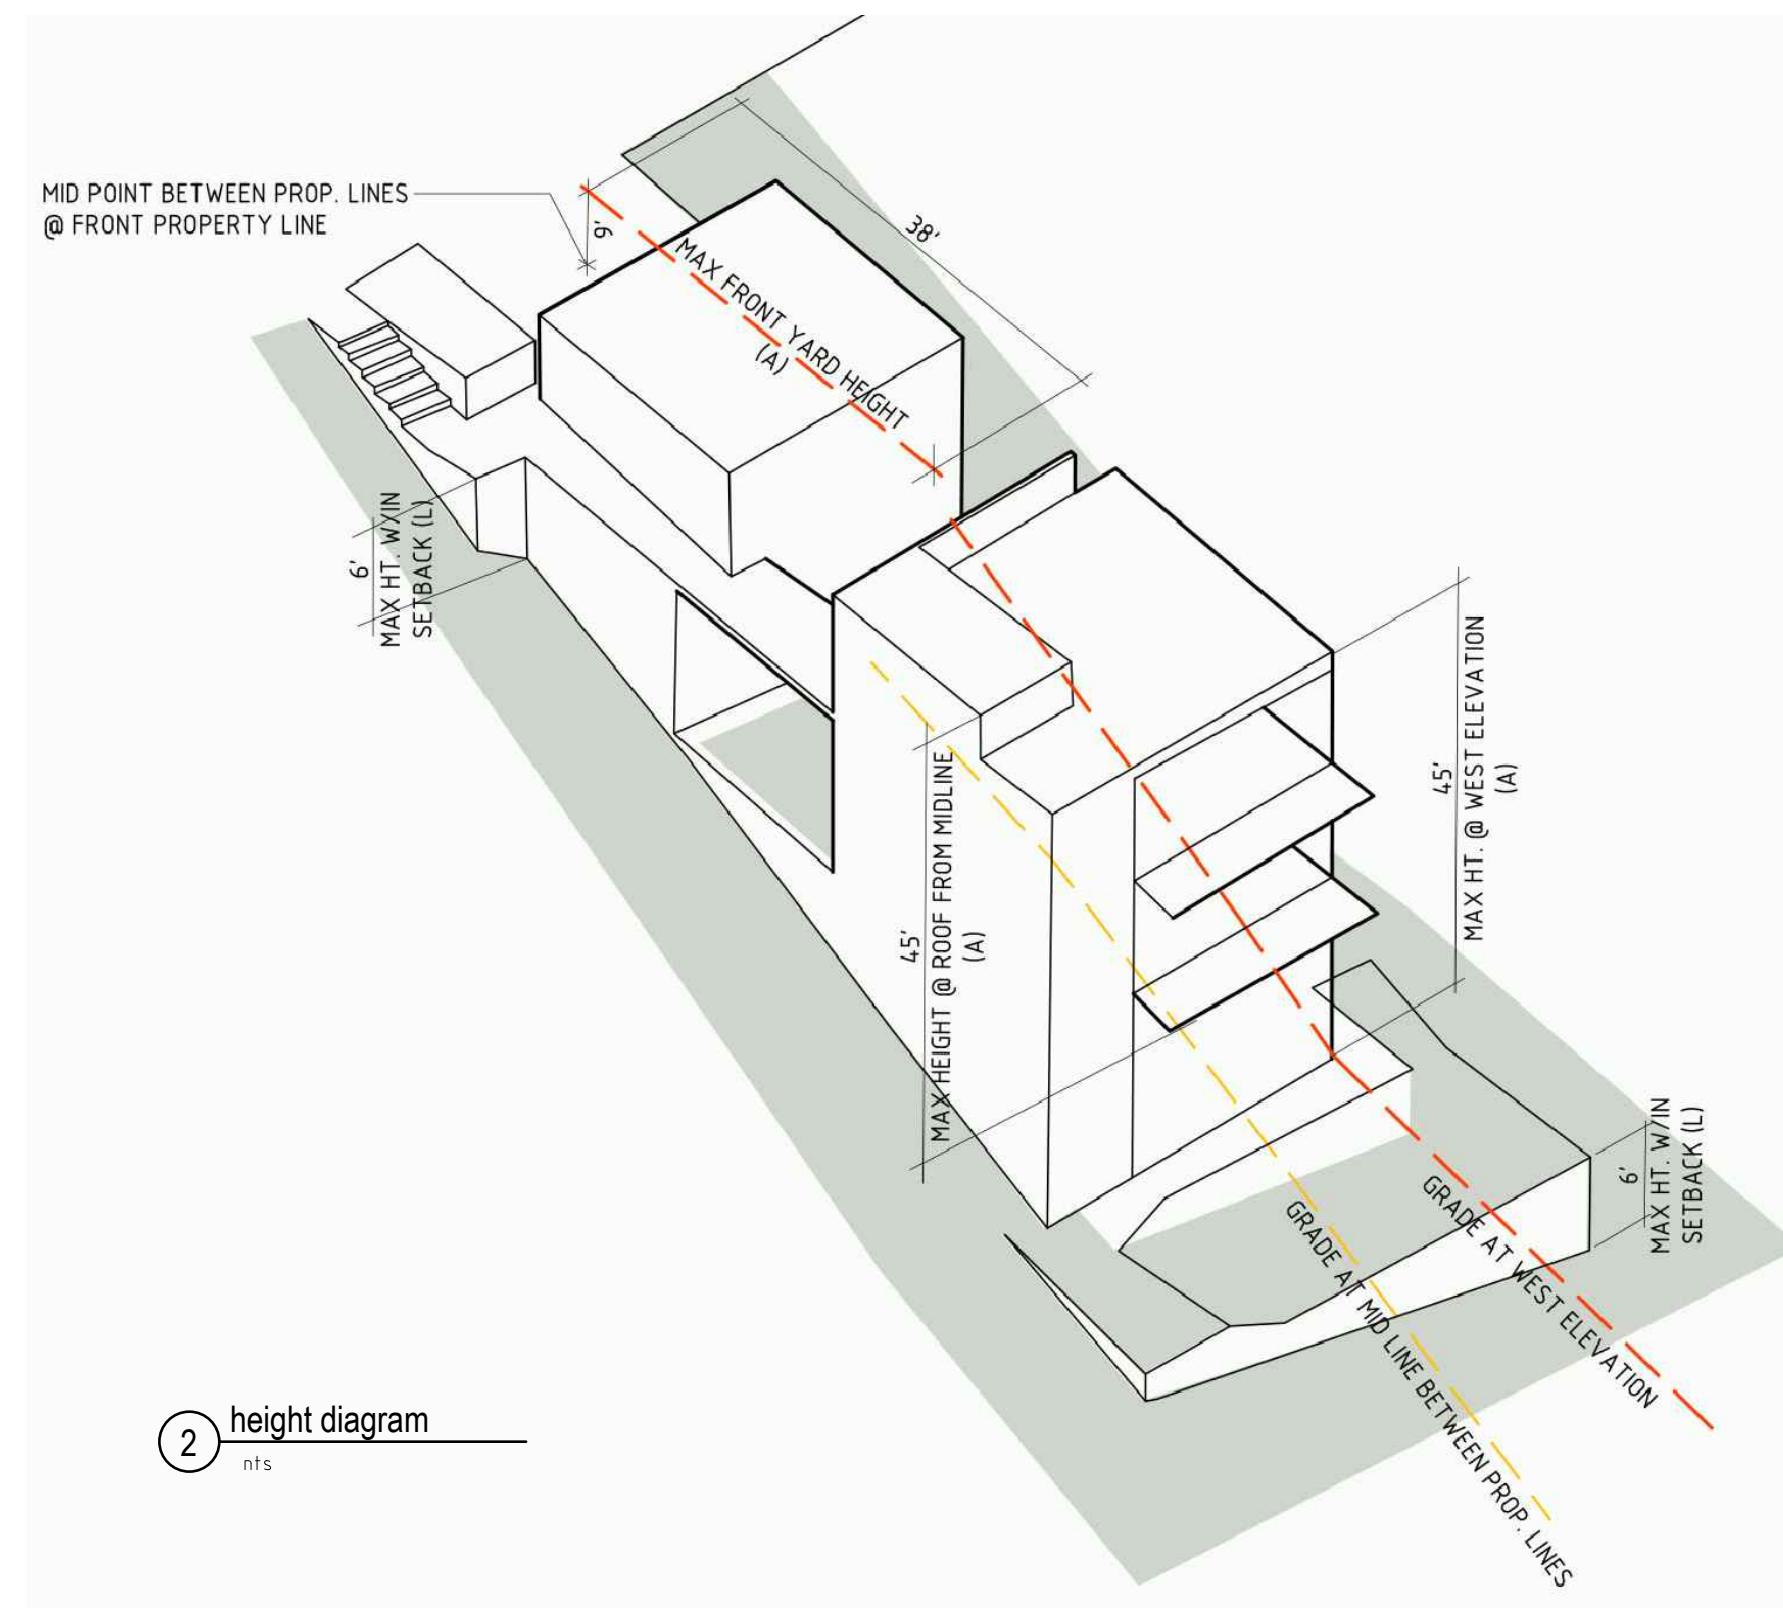 MID POINT BETWEEN PROP. LINES
@ FRONT PROPERTY LINE
6'
38'
MAX FRONT YARD HEIGHT
(A)
6'
MAX HT. W/IN
SETBACK (L)
45'
MAX HEIGHT @ ROOF FROM MIDLINE
(A)
45'
MAX HT. @ WEST ELEVATION
(A)
6'
MAX HT. W/IN
SETBACK (L)
GRADE AT WEST ELEVATION
GRADE AT MID LINE BETWEEN PROP. LINES
2
height diagram
nts